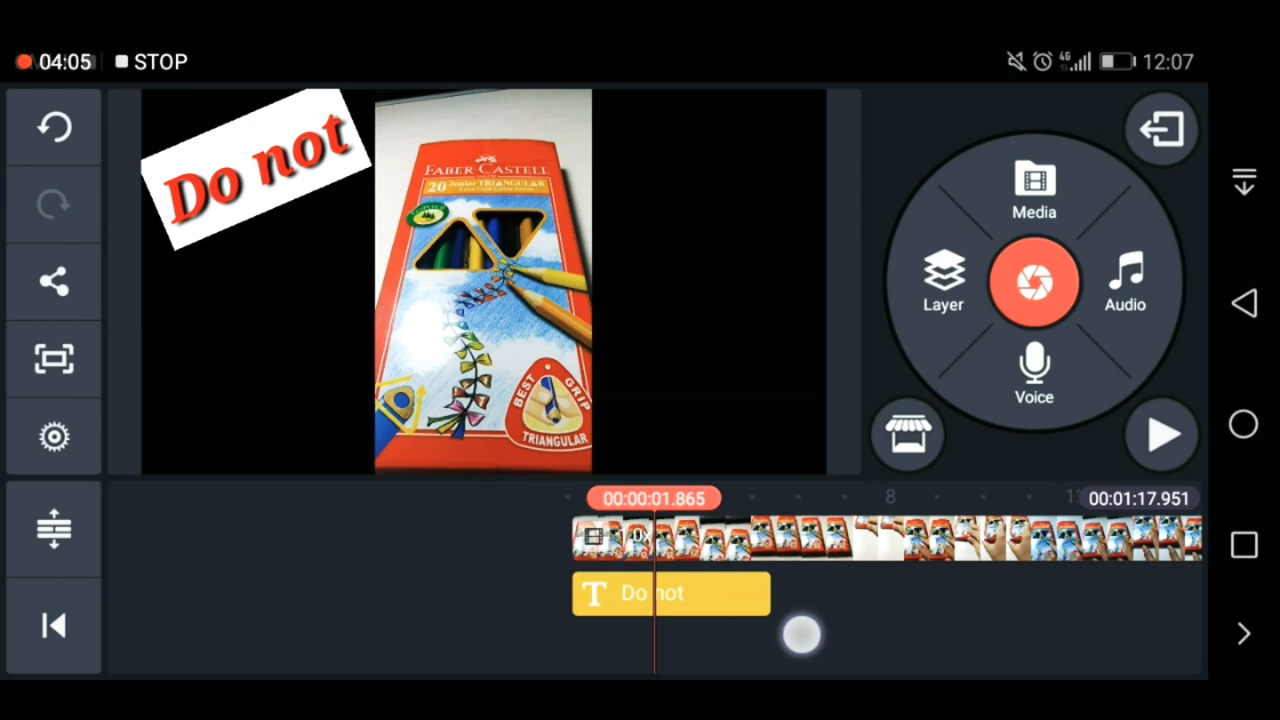 04:05 STOP
4G 12:07
Do not
FABER-CASTELL
20 Junior TRIANGULAR
BEST GRIP
TRIANGULAR
Media
Layer
Audio
Voice
00:00:01.865
8
00:01:17.951
Do not